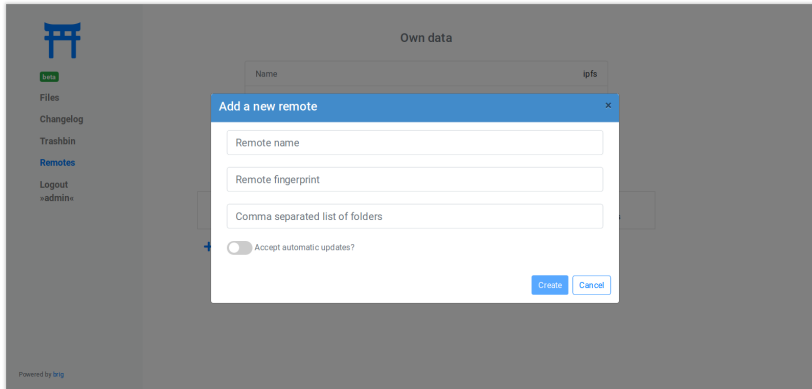 Own data
beta
Files
Changelog
Trashbin
Remotes
Logout
»admin«
Name ipfs
Add a new remote ×
Remote name
Remote fingerprint
Comma separated list of folders
Accept automatic updates?
Create Cancel
Powered by brig